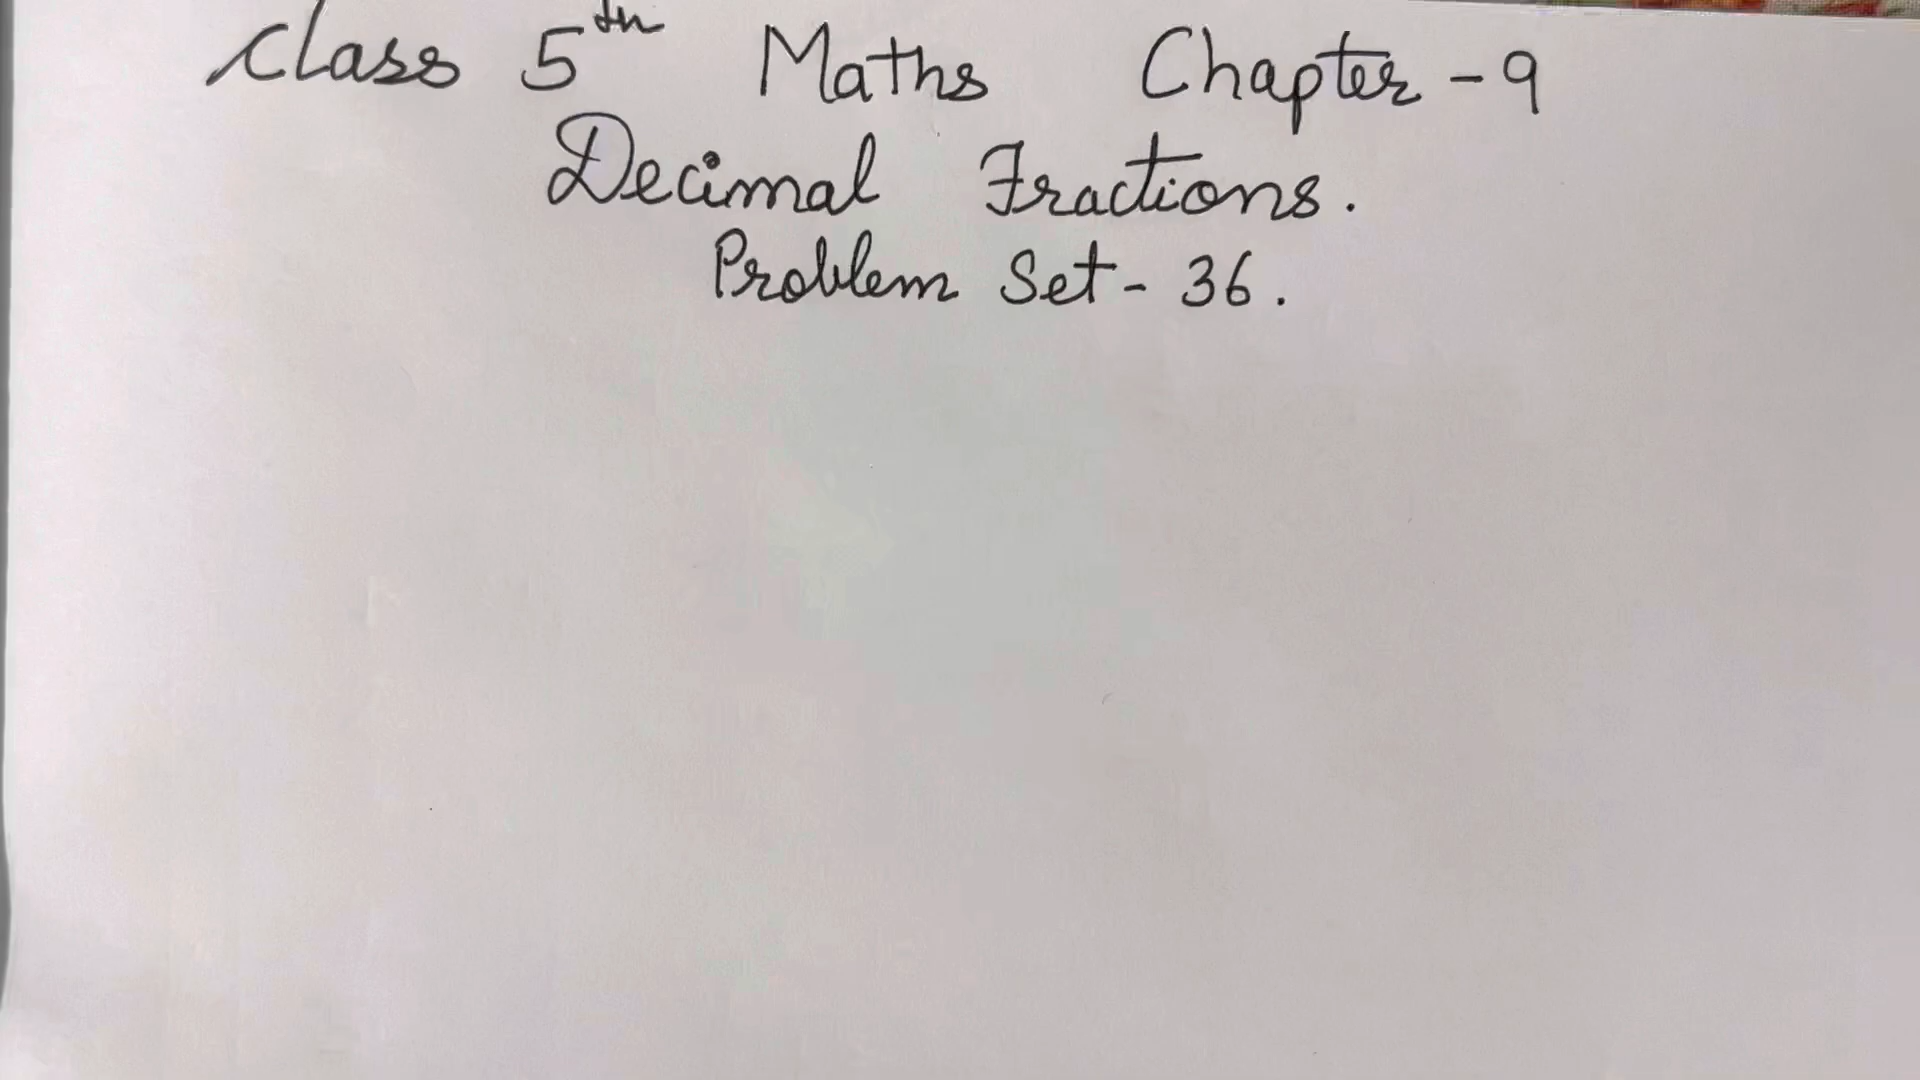 Class 5th Maths Chapter - 9
Decimal Fractions.
Problem Set - 36.